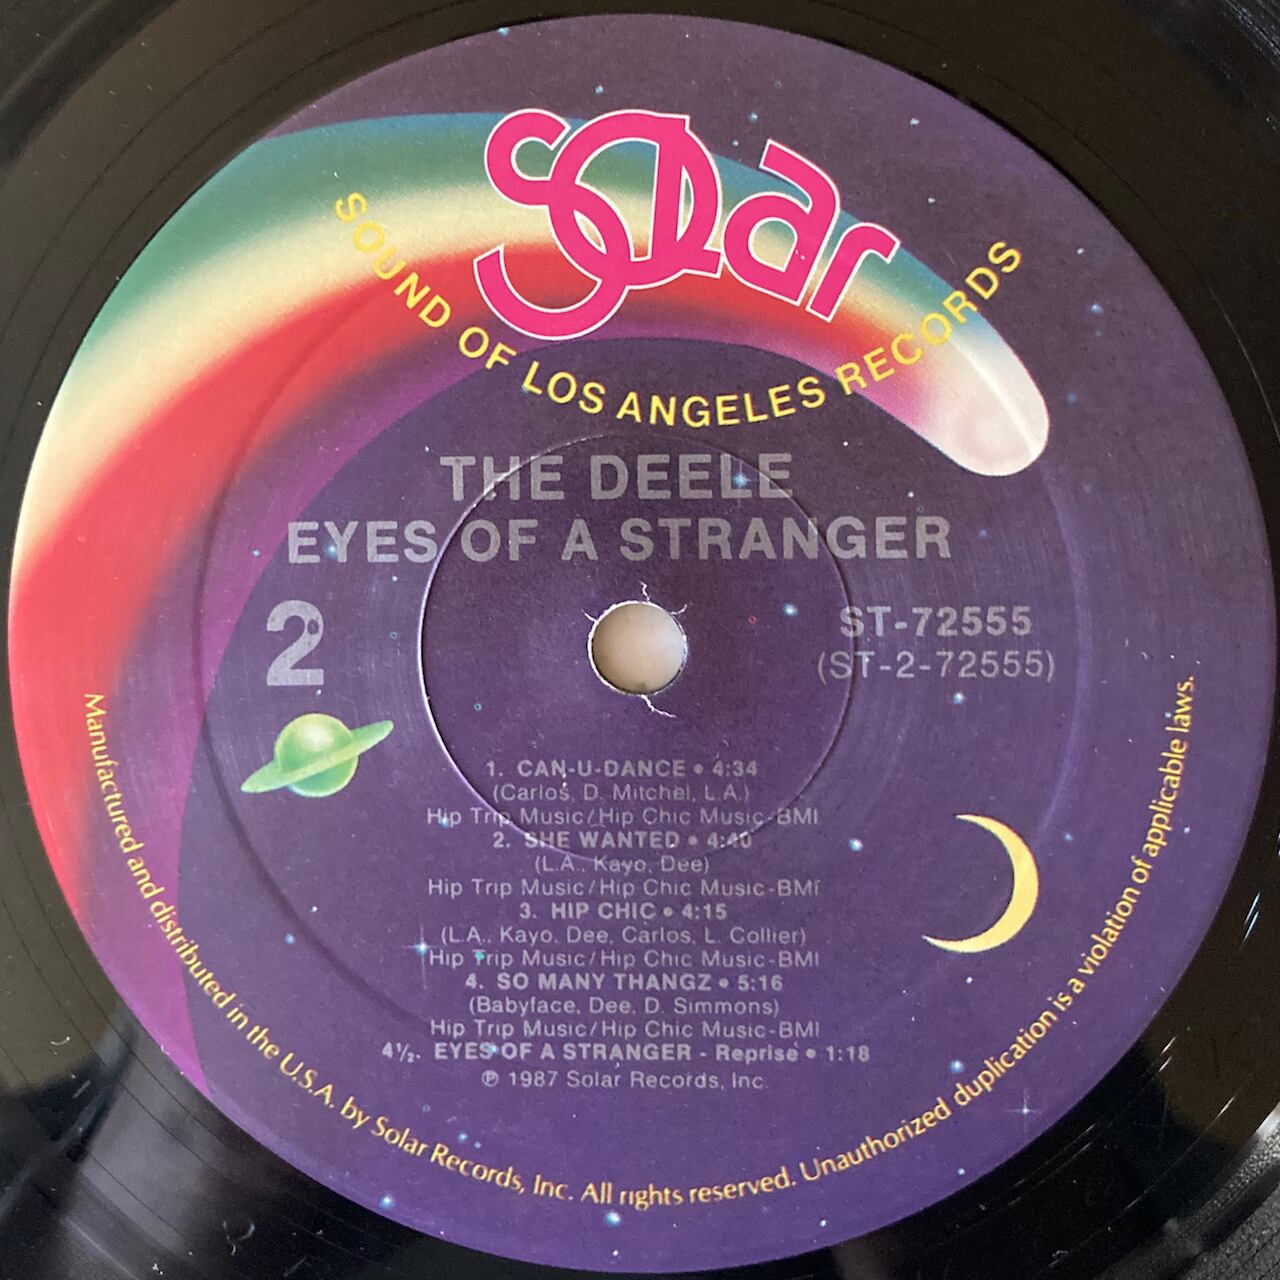 Solar
SOUND OF LOS ANGELES RECORDS
THE DEELE
EYES OF A STRANGER
2
ST-72555
(ST-2-72555)
1. CAN-U-DANCE • 4:34
(Carlos, D. Mitchel, L.A.)
Hip Trip Music/Hip Chic Music-BMI
2. SHE WANTED • 4:40
(L.A., Kayo, Dee)
Hip Trip Music/Hip Chic Music-BMI
3. HIP CHIC • 4:15
(L.A., Kayo, Dee, Carlos, L. Collier)
Hip Trip Music/Hip Chic Music-BMI
4. SO MANY THANGZ • 5:16
(Babyface, Dee, D. Simmons)
Hip Trip Music/Hip Chic Music-BMI
4½. EYES OF A STRANGER - Reprise • 1:18
℗ 1987 Solar Records, Inc.
Manufactured and distributed in the U.S.A. by Solar Records, Inc. All rights reserved. Unauthorized duplication is a violation of applicable laws.